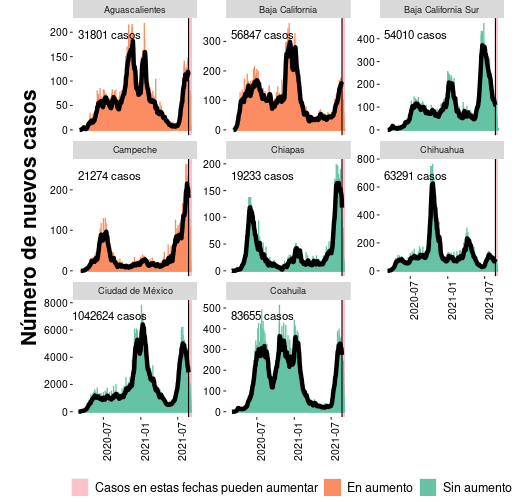 Aguascalientes
Baja California
Baja California Sur
31801 casos
56847 casos
54010 casos
200
150
100
50
0
300
200
100
0
400
300
200
100
0
Campeche
Chiapas
Chihuahua
21274 casos
19233 casos
63291 casos
200
100
0
200
150
100
50
0
800
600
400
200
0
Ciudad de México
Coahuila
1042624 casos
83655 casos
8000
6000
4000
2000
0
500
400
300
200
100
0
2020-07
2021-01
2021-07
2020-07
2021-01
2021-07
2020-07
2021-01
2021-07
Número de nuevos casos
Casos en estas fechas pueden aumentar
En aumento
Sin aumento